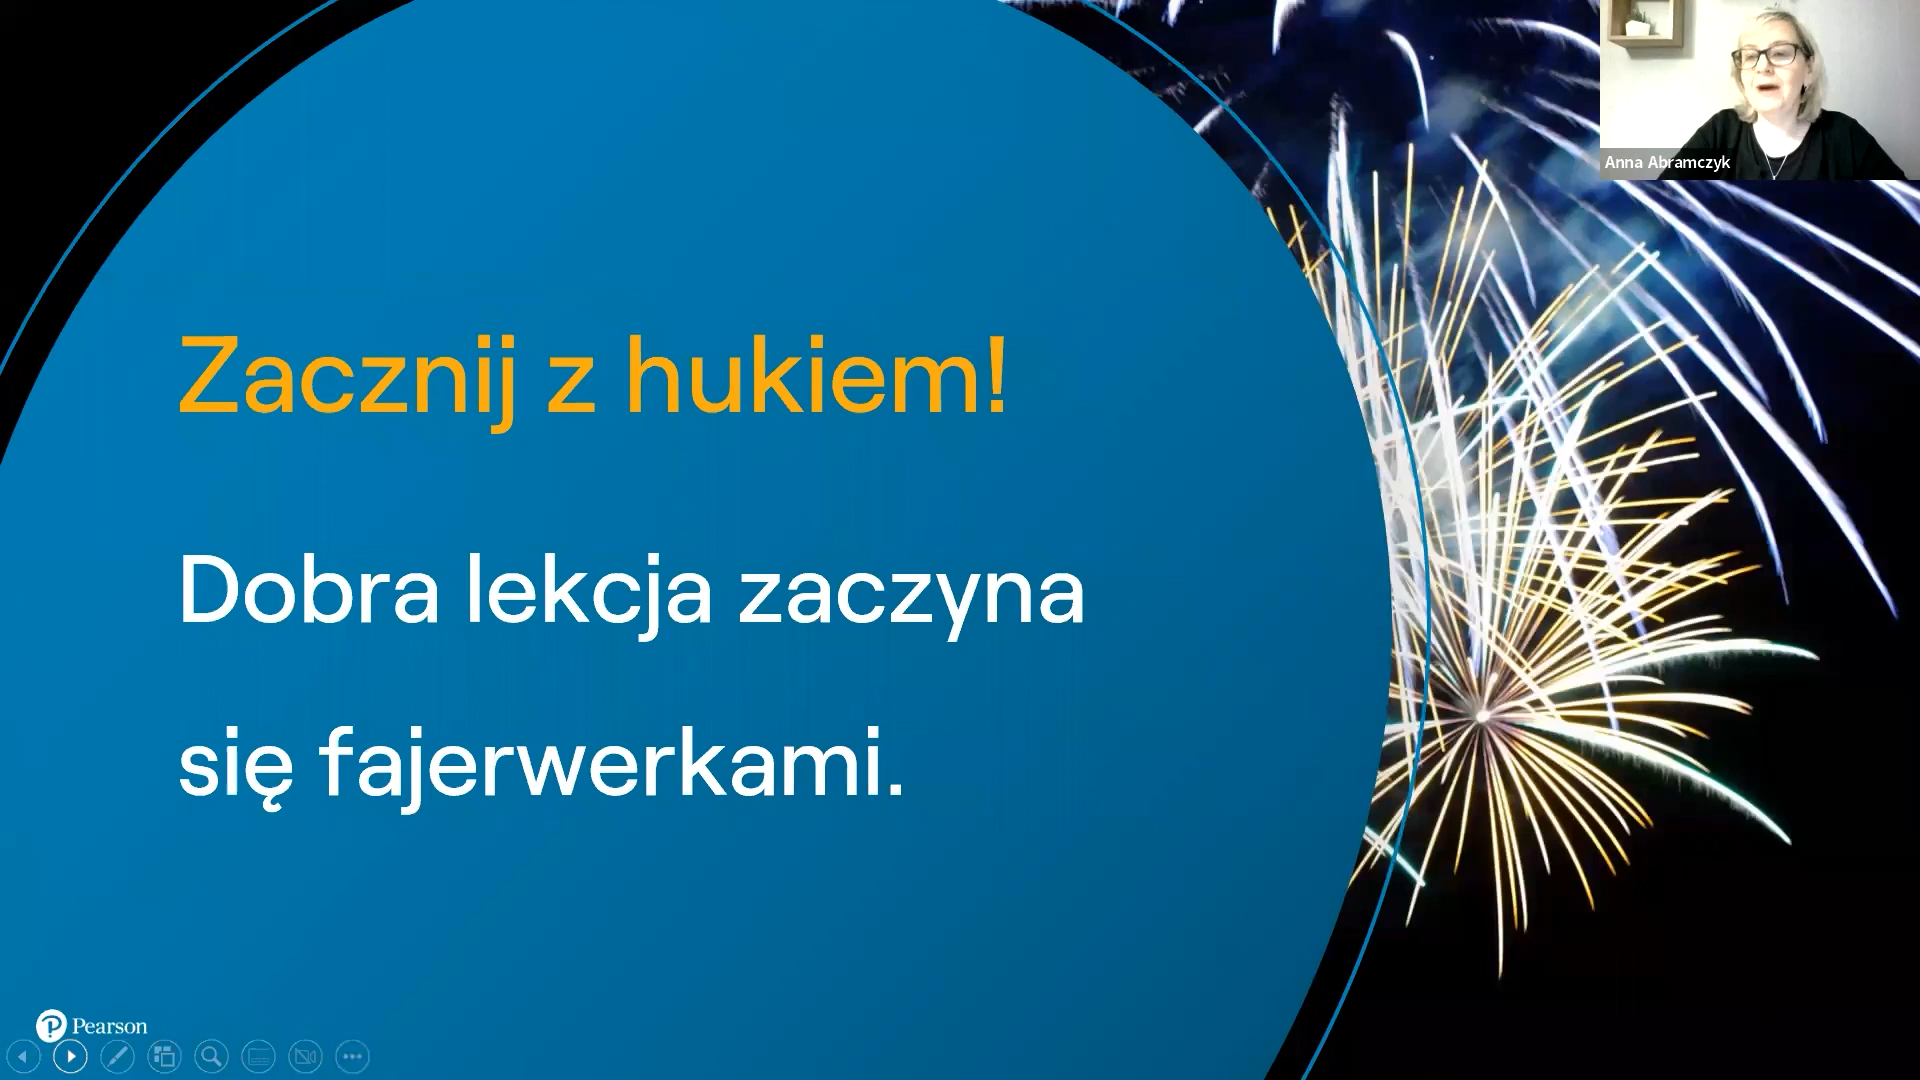 Anna Abramczyk
Zacznij z hukiem!
Dobra lekcja zaczyna
się fajerwerkami.
Pearson